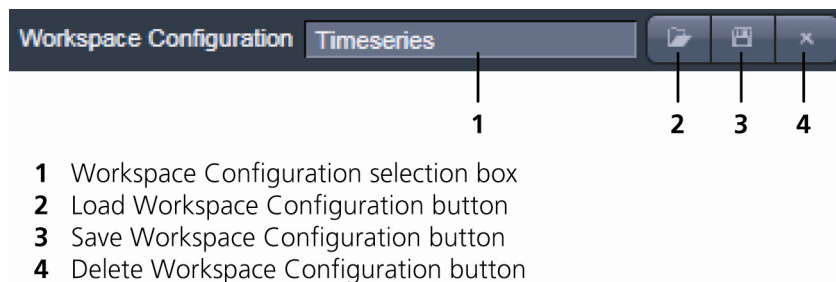 Workspace Configuration Timeseries
1 2 3 4
1 Workspace Configuration selection box
2 Load Workspace Configuration button
3 Save Workspace Configuration button
4 Delete Workspace Configuration button